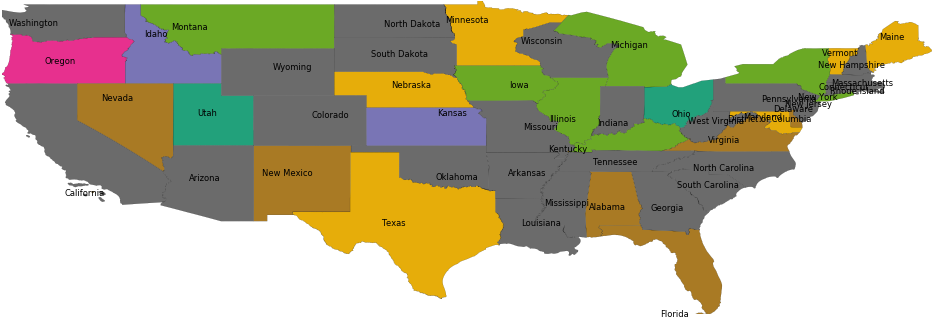 Washington
Montana
Idaho
North Dakota
Minnesota
Oregon
Wyoming
South Dakota
Wisconsin
Michigan
Maine
Vermont
New Hampshire
Massachusetts
Connecticut
Rhode Island
New York
Nevada
Utah
Colorado
Nebraska
Kansas
Iowa
Missouri
Illinois
Indiana
Ohio
Pennsylvania
New Jersey
Delaware
Maryland
District of Columbia
West Virginia
Virginia
Kentucky
California
Arizona
New Mexico
Oklahoma
Arkansas
Tennessee
North Carolina
South Carolina
Texas
Louisiana
Mississippi
Alabama
Georgia
Florida